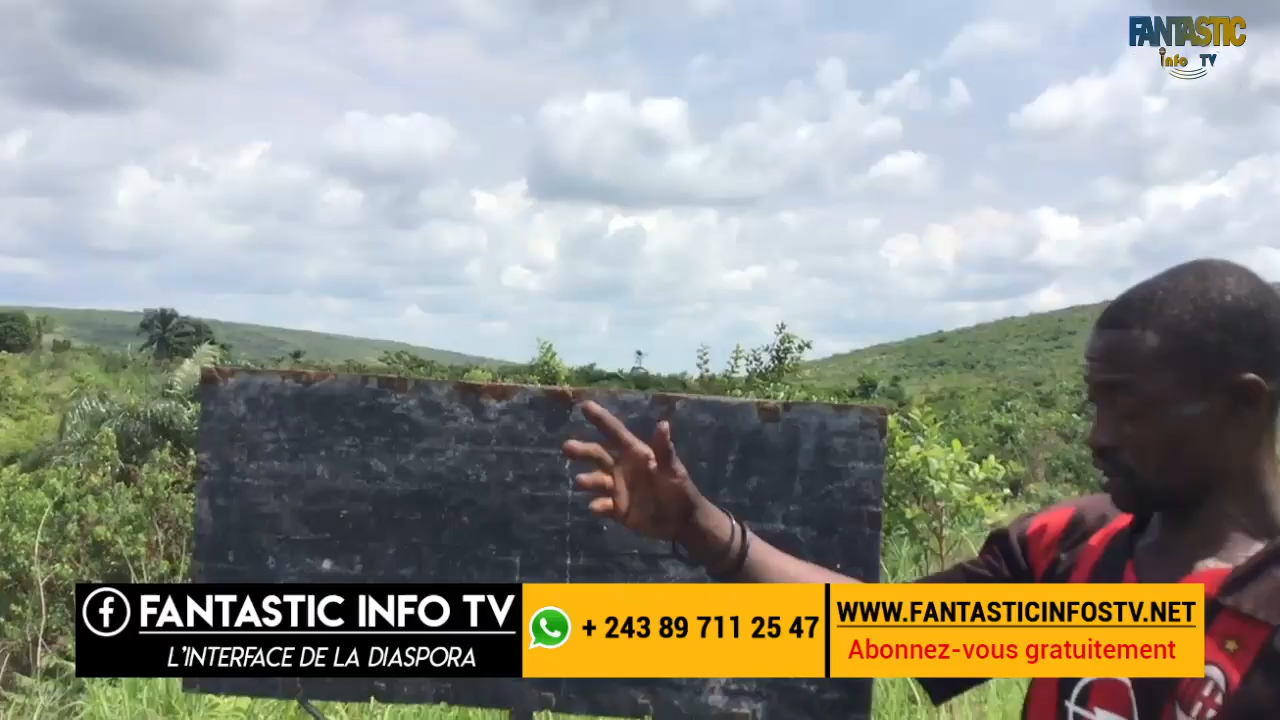 FANTASTIC
info TV
FANTASTIC INFO TV
L'INTERFACE DE LA DIASPORA
+ 243 89 711 25 47
WWW.FANTASTICINFOSTV.NET
Abonnez-vous gratuitement